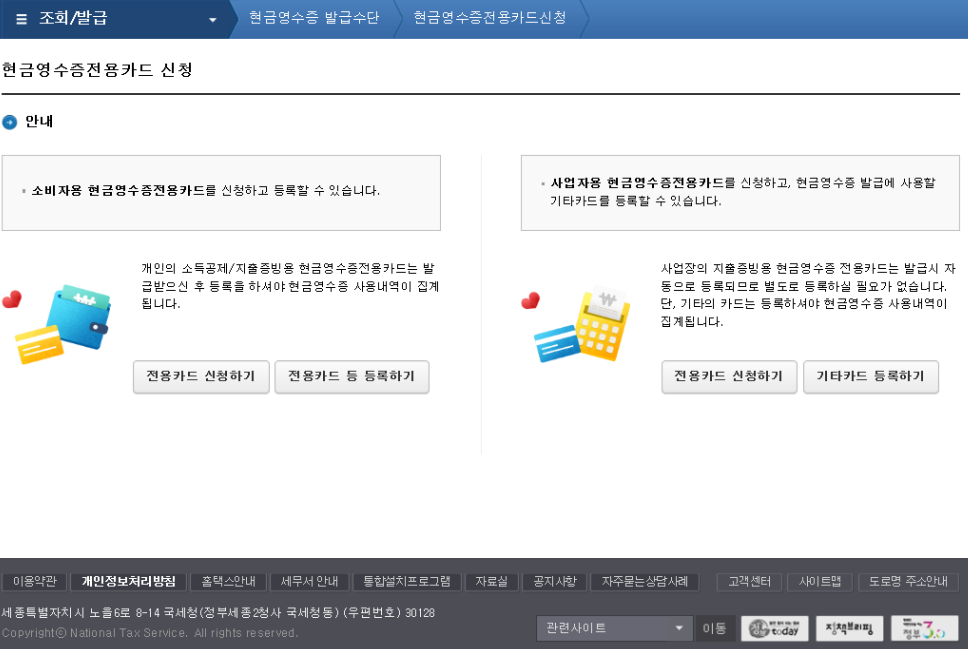 조회/발급
현금영수증 발급수단
현금영수증전용카드신청
현금영수증전용카드 신청
안내
소비자용 현금영수증전용카드를 신청하고 등록할 수 있습니다.
개인의 소득공제/지출증빙용 현금영수증전용카드는 발
급받으신 후 등록을 하셔야 현금영수증 사용내역이 집계
됩니다.
전용카드 신청하기
전용카드 등 등록하기
사업자용 현금영수증전용카드를 신청하고, 현금영수증 발급에 사용할
기타카드를 등록할 수 있습니다.
사업장의 지출증빙용 현금영수증 전용카드는 발급시 자
동으로 등록되므로 별도로 등록하실 필요가 없습니다.
단, 기타의 카드는 등록하셔야 현금영수증 사용내역이
집계됩니다.
전용카드 신청하기
기타카드 등록하기
이용약관
개인정보처리방침
홈택스안내
세무서 안내
통합설치프로그램
자료실
공지사항
자주묻는상담사례
고객센터
사이트맵
도로명 주소안내
세종특별자치시 노을6로 8-14 국세청(정부세종2청사 국세청동) (우편번호) 30128
Copyrightⓒ National Tax Service. All rights reserved.
관련사이트
이동
today
정책브리핑
정부 3.0